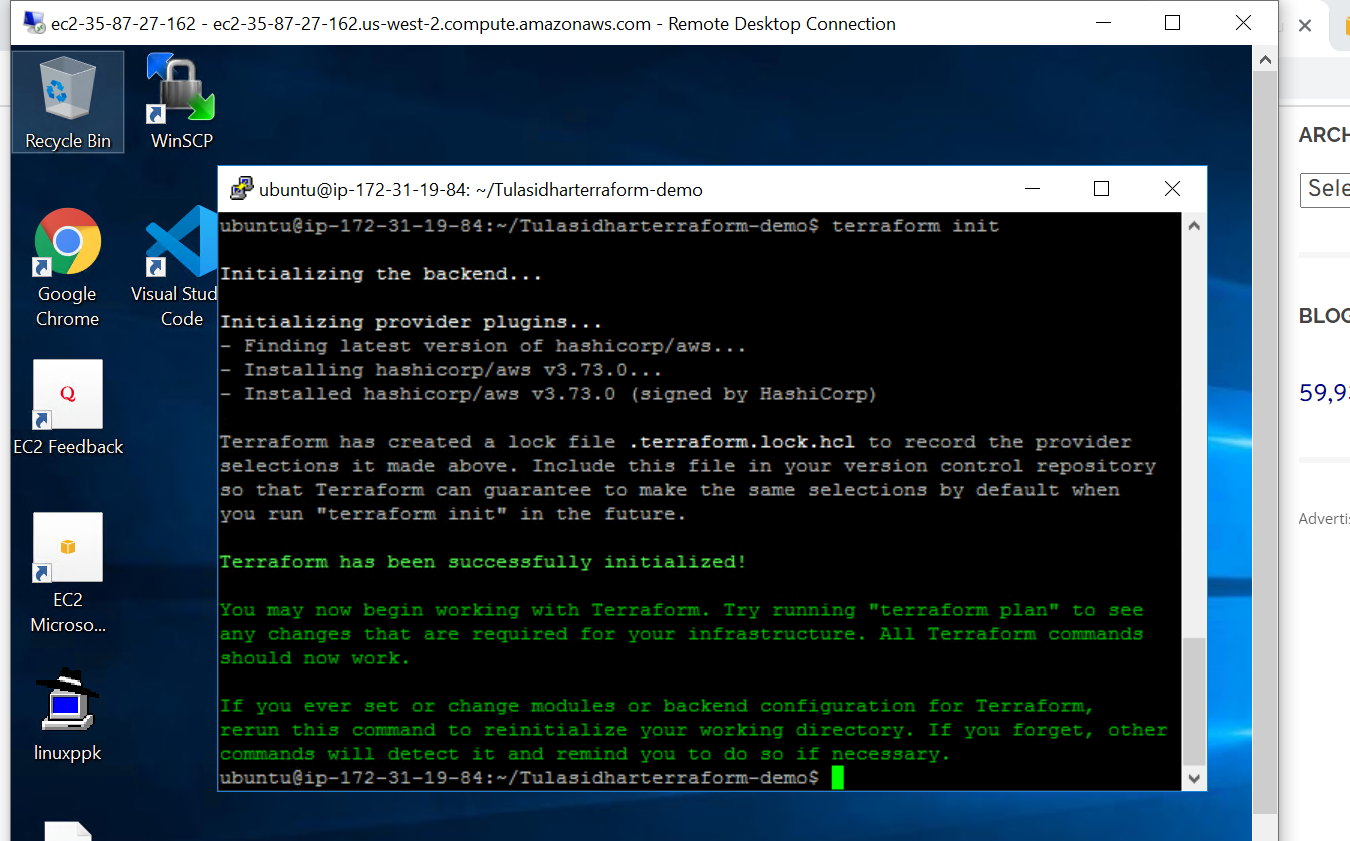 ec2-35-87-27-162 - ec2-35-87-27-162.us-west-2.compute.amazonaws.com - Remote Desktop Connection
Recycle Bin
WinSCP
Google
Chrome
Visual Stud
Code
Q
EC2 Feedback
EC2
Microso...
linuxppk
ubuntu@ip-172-31-19-84: ~/Tulasidharterraform-demo
ubuntu@ip-172-31-19-84:~/Tulasidharterraform-demo$ terraform init
Initializing the backend...
Initializing provider plugins...
- Finding latest version of hashicorp/aws...
- Installing hashicorp/aws v3.73.0...
- Installed hashicorp/aws v3.73.0 (signed by HashiCorp)
Terraform has created a lock file .terraform.lock.hcl to record the provider
selections it made above. Include this file in your version control repository
so that Terraform can guarantee to make the same selections by default when
you run "terraform init" in the future.
Terraform has been successfully initialized!
You may now begin working with Terraform. Try running "terraform plan" to see
any changes that are required for your infrastructure. All Terraform commands
should now work.
If you ever set or change modules or backend configuration for Terraform,
rerun this command to reinitialize your working directory. If you forget, other
commands will detect it and remind you to do so if necessary.
ubuntu@ip-172-31-19-84:~/Tulasidharterraform-demo$
ARCH
Sele
BLOG
59,93
Adverti